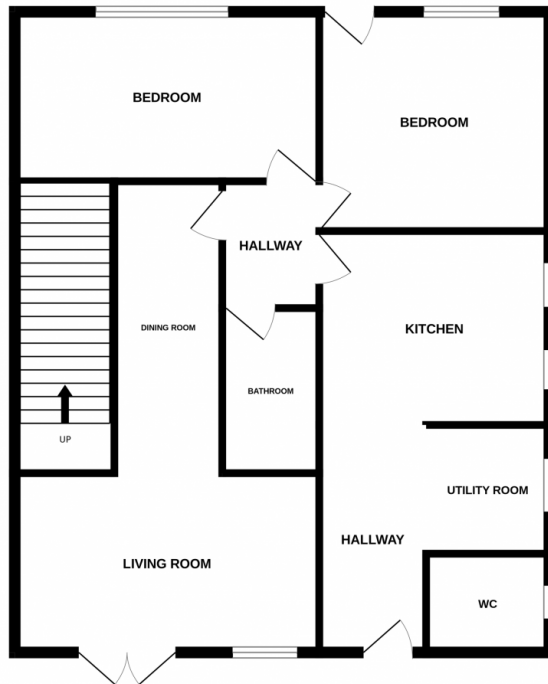 BEDROOM
BEDROOM
HALLWAY
DINING ROOM
KITCHEN
BATHROOM
UP
UTILITY ROOM
HALLWAY
LIVING ROOM
WC